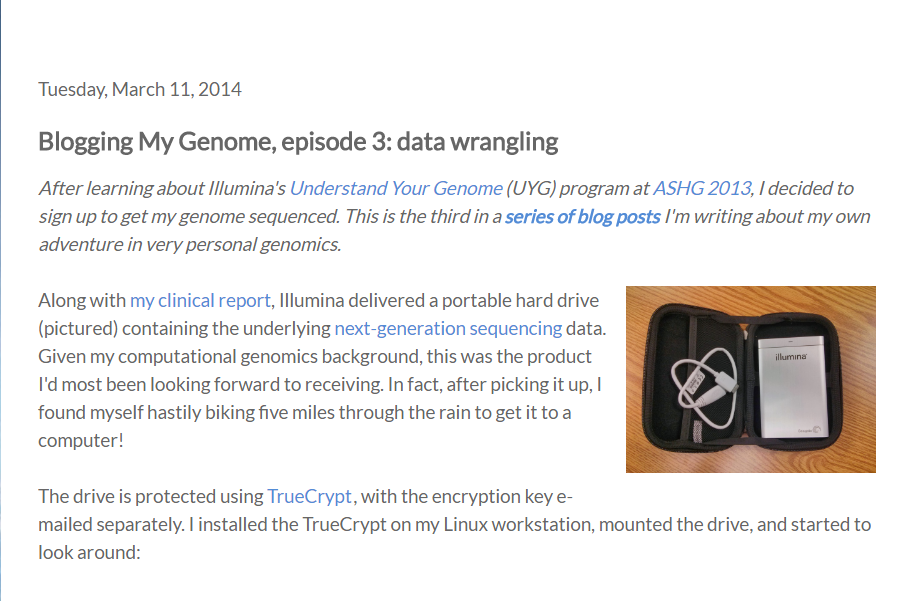 Tuesday, March 11, 2014
Blogging My Genome, episode 3: data wrangling
After learning about Illumina's Understand Your Genome (UYG) program at ASHG 2013, I decided to
sign up to get my genome sequenced. This is the third in a series of blog posts I'm writing about my own
adventure in very personal genomics.
Along with my clinical report, Illumina delivered a portable hard drive
(pictured) containing the underlying next-generation sequencing data.
Given my computational genomics background, this was the product
I'd most been looking forward to receiving. In fact, after picking it up, I
found myself hastily biking five miles through the rain to get it to a
computer!
illumina
The drive is protected using TrueCrypt, with the encryption key e-
mailed separately. I installed the TrueCrypt on my Linux workstation, mounted the drive, and started to
look around: